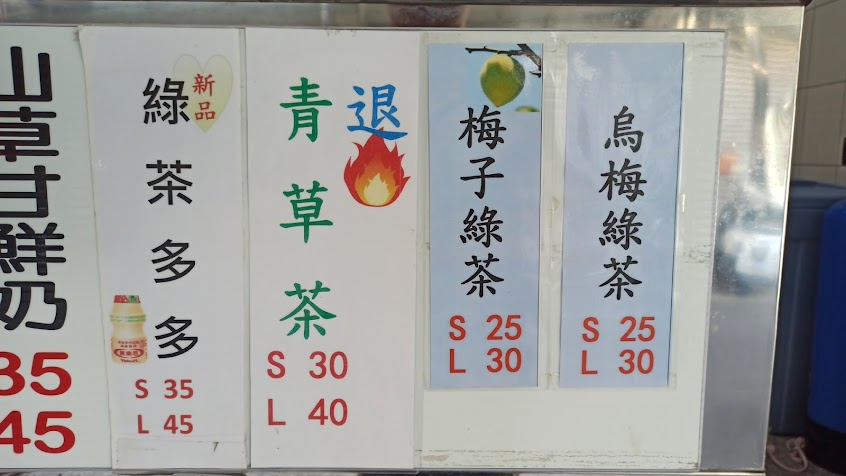 山草甘鮮奶
35
45
綠茶多多
新品
S 35
L 45
青草茶
退
S 30
L 40
梅子綠茶
S 25
L 30
烏梅綠茶
S 25
L 30